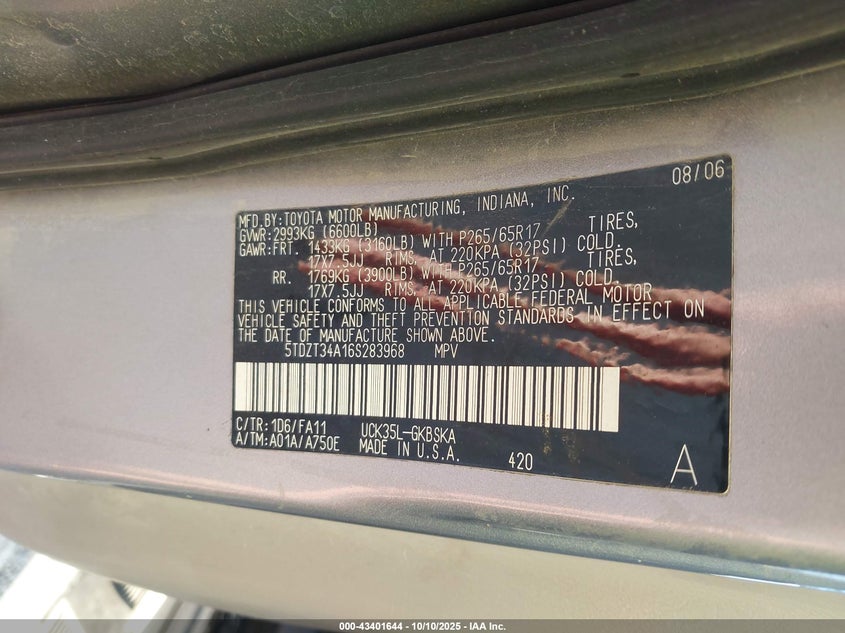 08/06
MFD.BY:TOYOTA MOTOR MANUFACTURING, INDIANA, INC.
GVWR:2993KG (6600LB)
GAWR:FRT. 1433KG (3160LB) WITH P265/65R17 TIRES,
17X7.5JJ RIMS, AT 220KPA (32PSI) COLD.
RR. 1769KG (3900LB) WITH P265/65R17 TIRES,
17X7.5JJ RIMS, AT 220KPA (32PSI) COLD.
THIS VEHICLE CONFORMS TO ALL APPLICABLE FEDERAL MOTOR
VEHICLE SAFETY AND THEFT PREVENTION STANDARDS IN EFFECT ON
THE DATE OF MANUFACTURE SHOWN ABOVE.
5TDZT34A16S283968 MPV
C/TR:1D6/FA11 UCK35L-GKBSKA
A/TM:A01A/A750E MADE IN U.S.A. 420
A
000-43401644 - 10/10/2025 - IAA Inc.